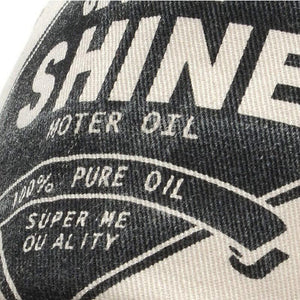 SHINE
MOTER OIL
100% PURE OIL
SUPER ME
QU ALITY